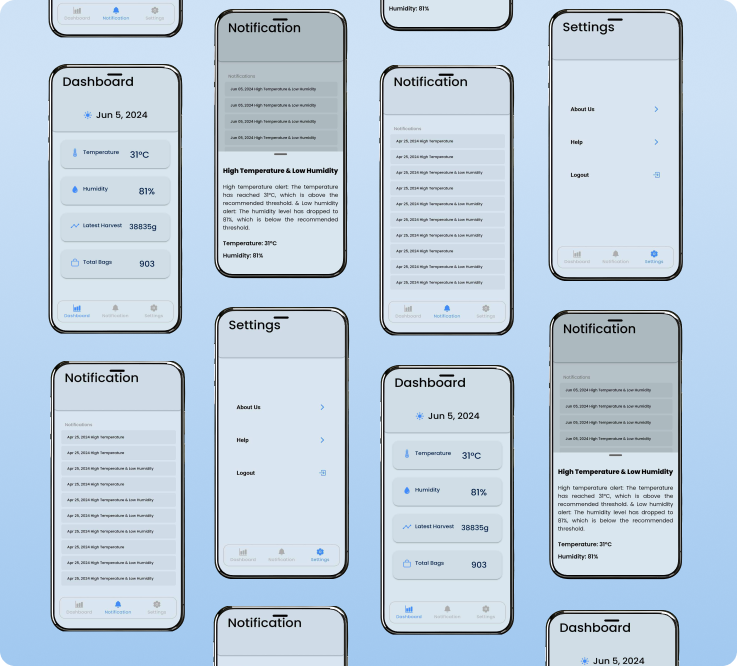 Dashboard
Notification
Settings
Dashboard
Jun 5, 2024
Temperature
31°C
Humidity
81%
Latest Harvest
38835g
Total Bags
903
Dashboard
Notification
Settings
Notification
Notifications
Apr 25, 2024 High Temperature
Apr 25, 2024 High Temperature
Apr 25, 2024 High Temperature & Low Humidity
Apr 25, 2024 High Temperature
Apr 25, 2024 High Temperature & Low Humidity
Apr 25, 2024 High Temperature & Low Humidity
Apr 25, 2024 High Temperature & Low Humidity
Apr 25, 2024 High Temperature
Apr 25, 2024 High Temperature & Low Humidity
Apr 25, 2024 High Temperature & Low Humidity
Dashboard
Notification
Settings
Notification
Notifications
Jun 05, 2024 High Temperature & Low Humidity
Jun 05, 2024 High Temperature & Low Humidity
Jun 05, 2024 High Temperature & Low Humidity
Jun 05, 2024 High Temperature & Low Humidity
High Temperature & Low Humidity
High temperature alert: The temperature
has reached 31°C, which is above the
recommended threshold. & Low humidity
alert: The humidity level has dropped to
81%, which is below the recommended
threshold.
Temperature: 31°C
Humidity: 81%
Settings
About Us
Help
Logout
Dashboard
Notification
Settings
Notification
Humidity: 81%
Notification
Notifications
Apr 25, 2024 High Temperature
Apr 25, 2024 High Temperature
Apr 25, 2024 High Temperature & Low Humidity
Apr 25, 2024 High Temperature
Apr 25, 2024 High Temperature & Low Humidity
Apr 25, 2024 High Temperature & Low Humidity
Apr 25, 2024 High Temperature & Low Humidity
Apr 25, 2024 High Temperature
Apr 25, 2024 High Temperature & Low Humidity
Apr 25, 2024 High Temperature & Low Humidity
Dashboard
Notification
Settings
Dashboard
Jun 5, 2024
Temperature
31°C
Humidity
81%
Latest Harvest
38835g
Total Bags
903
Dashboard
Notification
Settings
Settings
About Us
Help
Logout
Dashboard
Notification
Settings
Notification
Notifications
Jun 05, 2024 High Temperature & Low Humidity
Jun 05, 2024 High Temperature & Low Humidity
Jun 05, 2024 High Temperature & Low Humidity
Jun 05, 2024 High Temperature & Low Humidity
High Temperature & Low Humidity
High temperature alert: The temperature
has reached 31°C, which is above the
recommended threshold. & Low humidity
alert: The humidity level has dropped to
81%, which is below the recommended
threshold.
Temperature: 31°C
Humidity: 81%
Dashboard
Jun 5, 2024